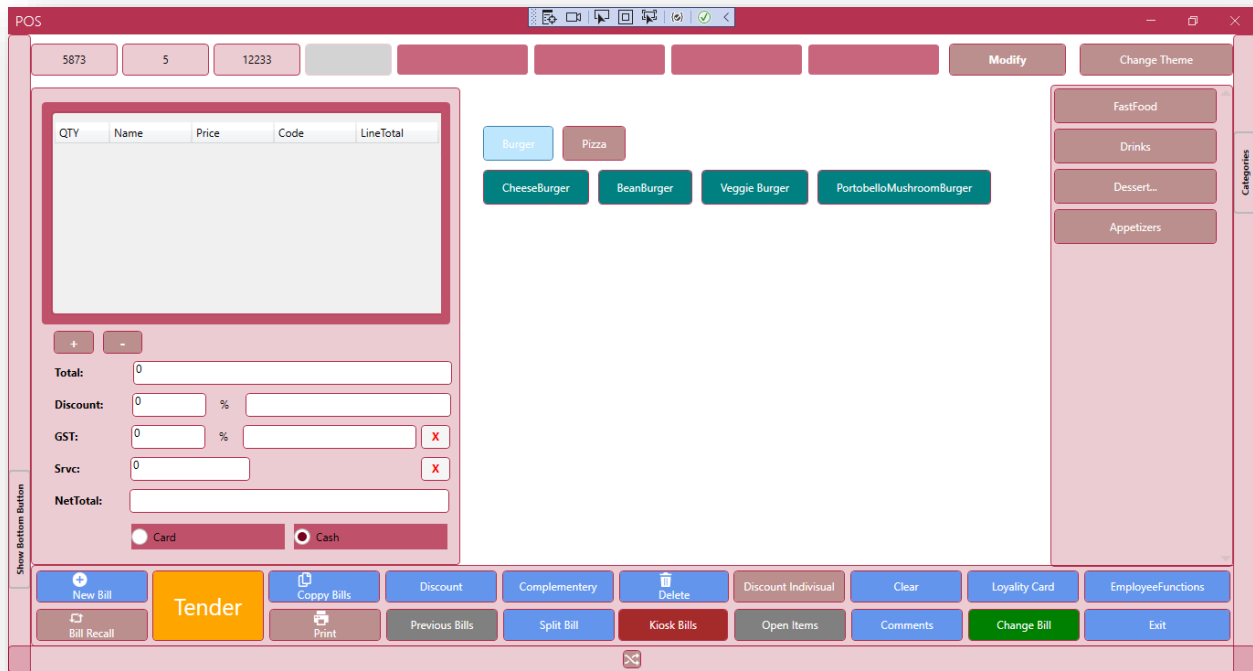 POS
5873 5 12233 Modify Change Theme
QTY Name Price Code LineTotal
Burger Pizza
CheeseBurger BeanBurger Veggie Burger PortobelloMushroomBurger
FastFood
Drinks
Dessert...
Appetizers
Categories
+ -
Total: 0
Discount: 0 %
GST: 0 % X
Srvc: 0 X
NetTotal:
Card Cash
Show Bottom Button
New Bill Tender Coppy Bills Discount Complementery Delete Discount Indivisual Clear Loyality Card EmployeeFunctions
Bill Recall Print Previous Bills Split Bill Kiosk Bills Open Items Comments Change Bill Exit